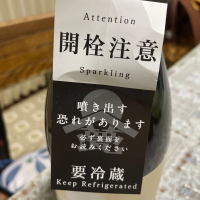 Attention
開栓注意
Sparkling
噴き出す
恐れがあります
必ず裏面を
お読みください
要冷蔵
Keep Refrigerated